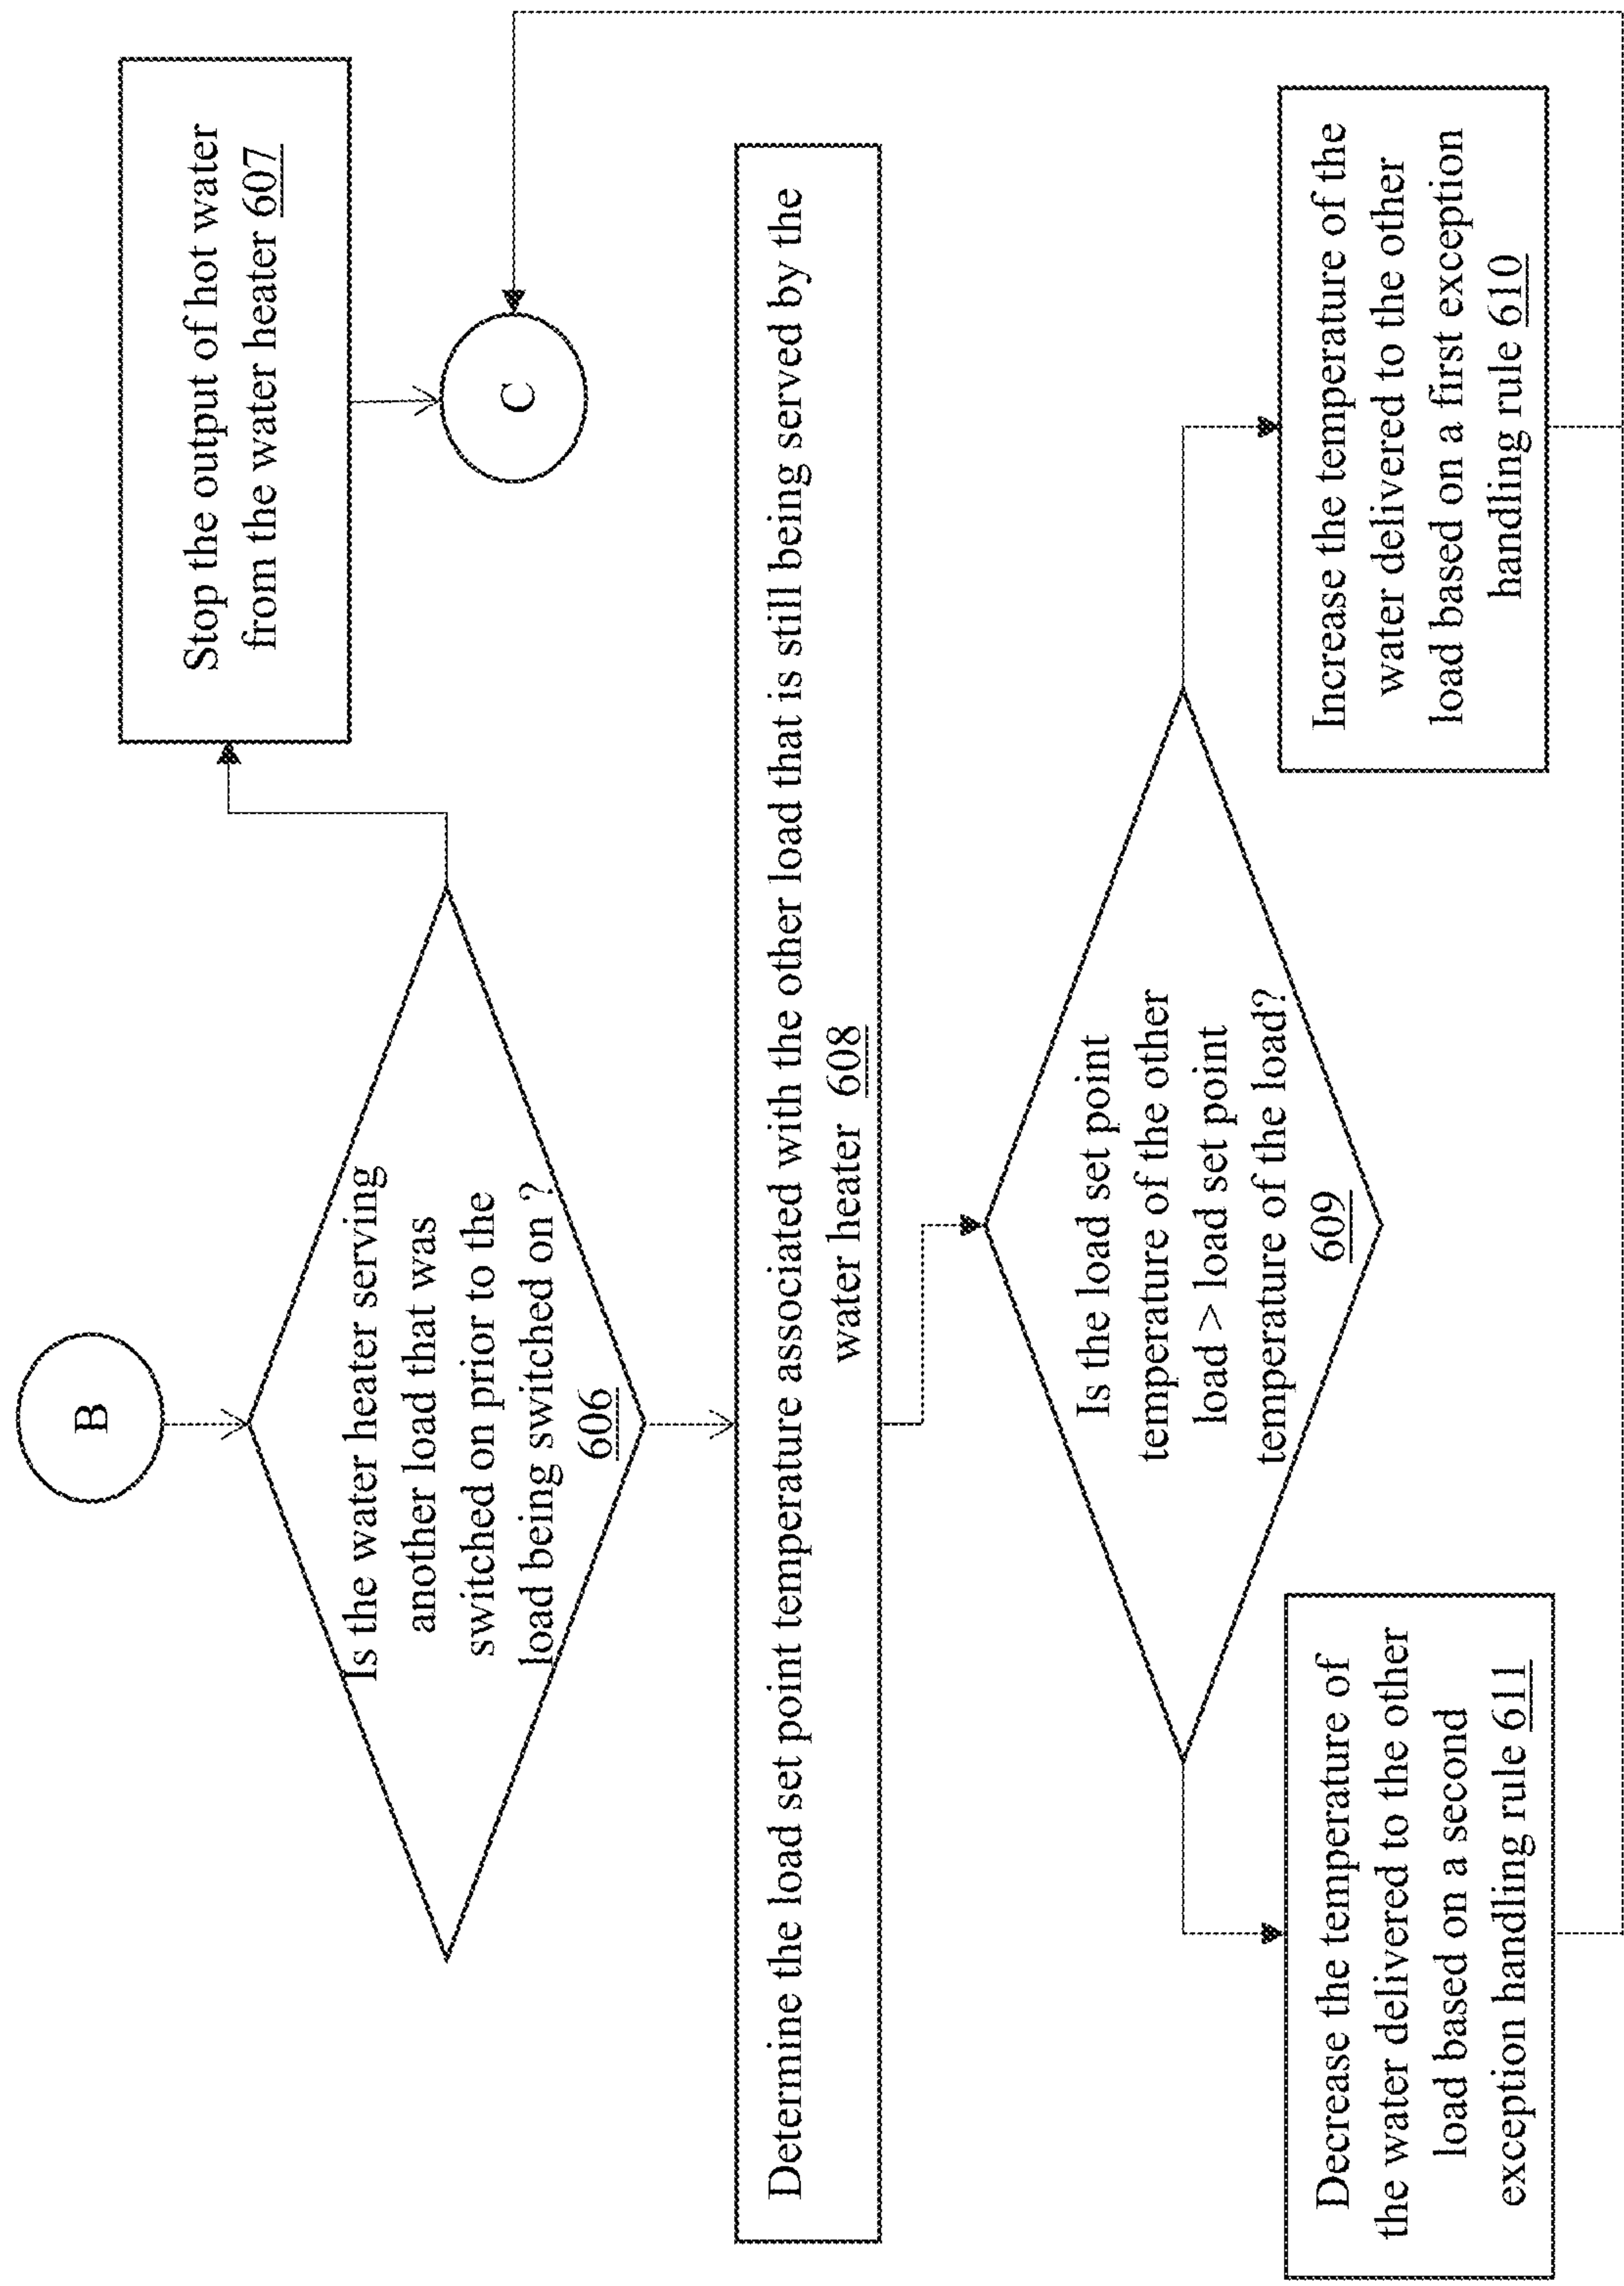 B
Is the water heater serving
another load that was
switched on prior to the
load being switched on ?
606
Stop the output of hot water
from the water heater 607
C
Determine the load set point temperature associated with the other load that is still being served by the
water heater 608
Is the load set point
temperature of the other
load > load set point
temperature of the load?
609
Decrease the temperature of
the water delivered to the other
load based on a second
exception handling rule 611
Increase the temperature of the
water delivered to the other
load based on a first exception
handling rule 610